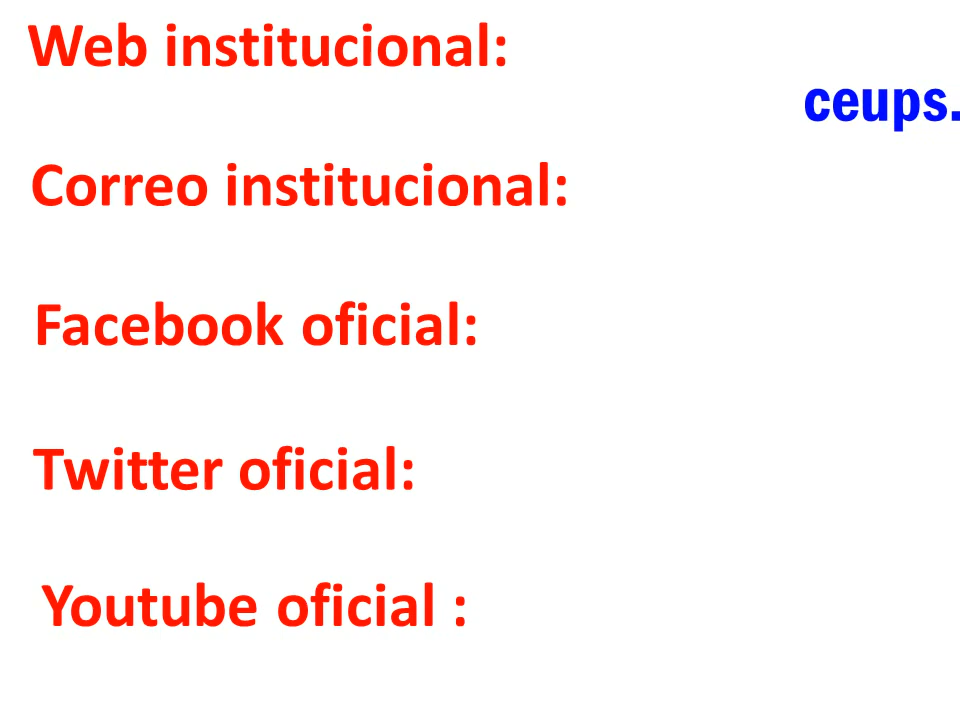 Web institucional:
ceups.
Correo institucional:
Facebook oficial:
Twitter oficial:
Youtube oficial :